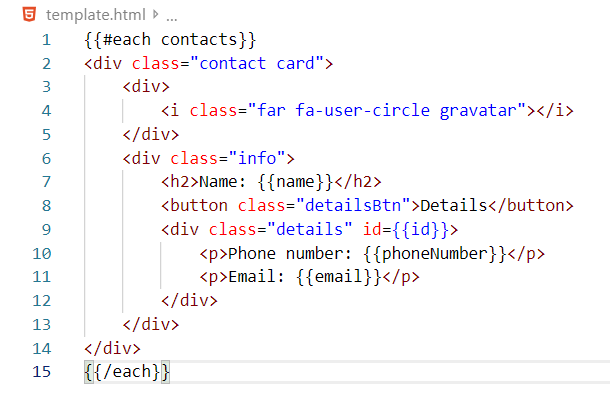 template.html > ...
1 {{#each contacts}}
2 <div class="contact card">
3     <div>
4         <i class="far fa-user-circle gravatar"></i>
5     </div>
6     <div class="info">
7         <h2>Name: {{name}}</h2>
8         <button class="detailsBtn">Details</button>
9         <div class="details" id={{id}}>
10             <p>Phone number: {{phoneNumber}}</p>
11             <p>Email: {{email}}</p>
12         </div>
13     </div>
14 </div>
15 {{/each}}